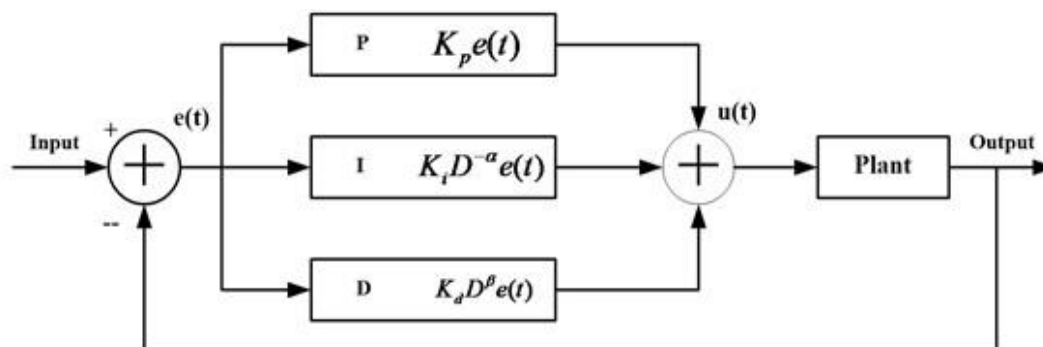 P K_p e(t)
+ e(t) u(t)
Input + I K_i D^{-α} e(t) + Plant Output
--
D K_d D^β e(t)